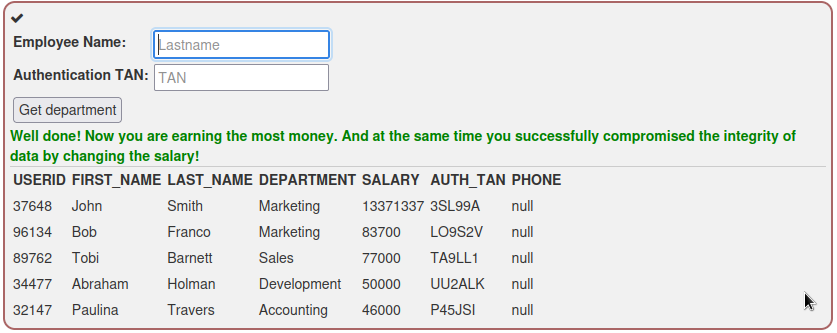 Employee Name: Lastname
Authentication TAN: TAN
Get department
Well done! Now you are earning the most money. And at the same time you successfully compromised the integrity of
data by changing the salary!
USERID FIRST_NAME LAST_NAME DEPARTMENT SALARY AUTH_TAN PHONE
37648 John Smith Marketing 13371337 3SL99A null
96134 Bob Franco Marketing 83700 LO9S2V null
89762 Tobi Barnett Sales 77000 TA9LL1 null
34477 Abraham Holman Development 50000 UU2ALK null
32147 Paulina Travers Accounting 46000 P45JSI null